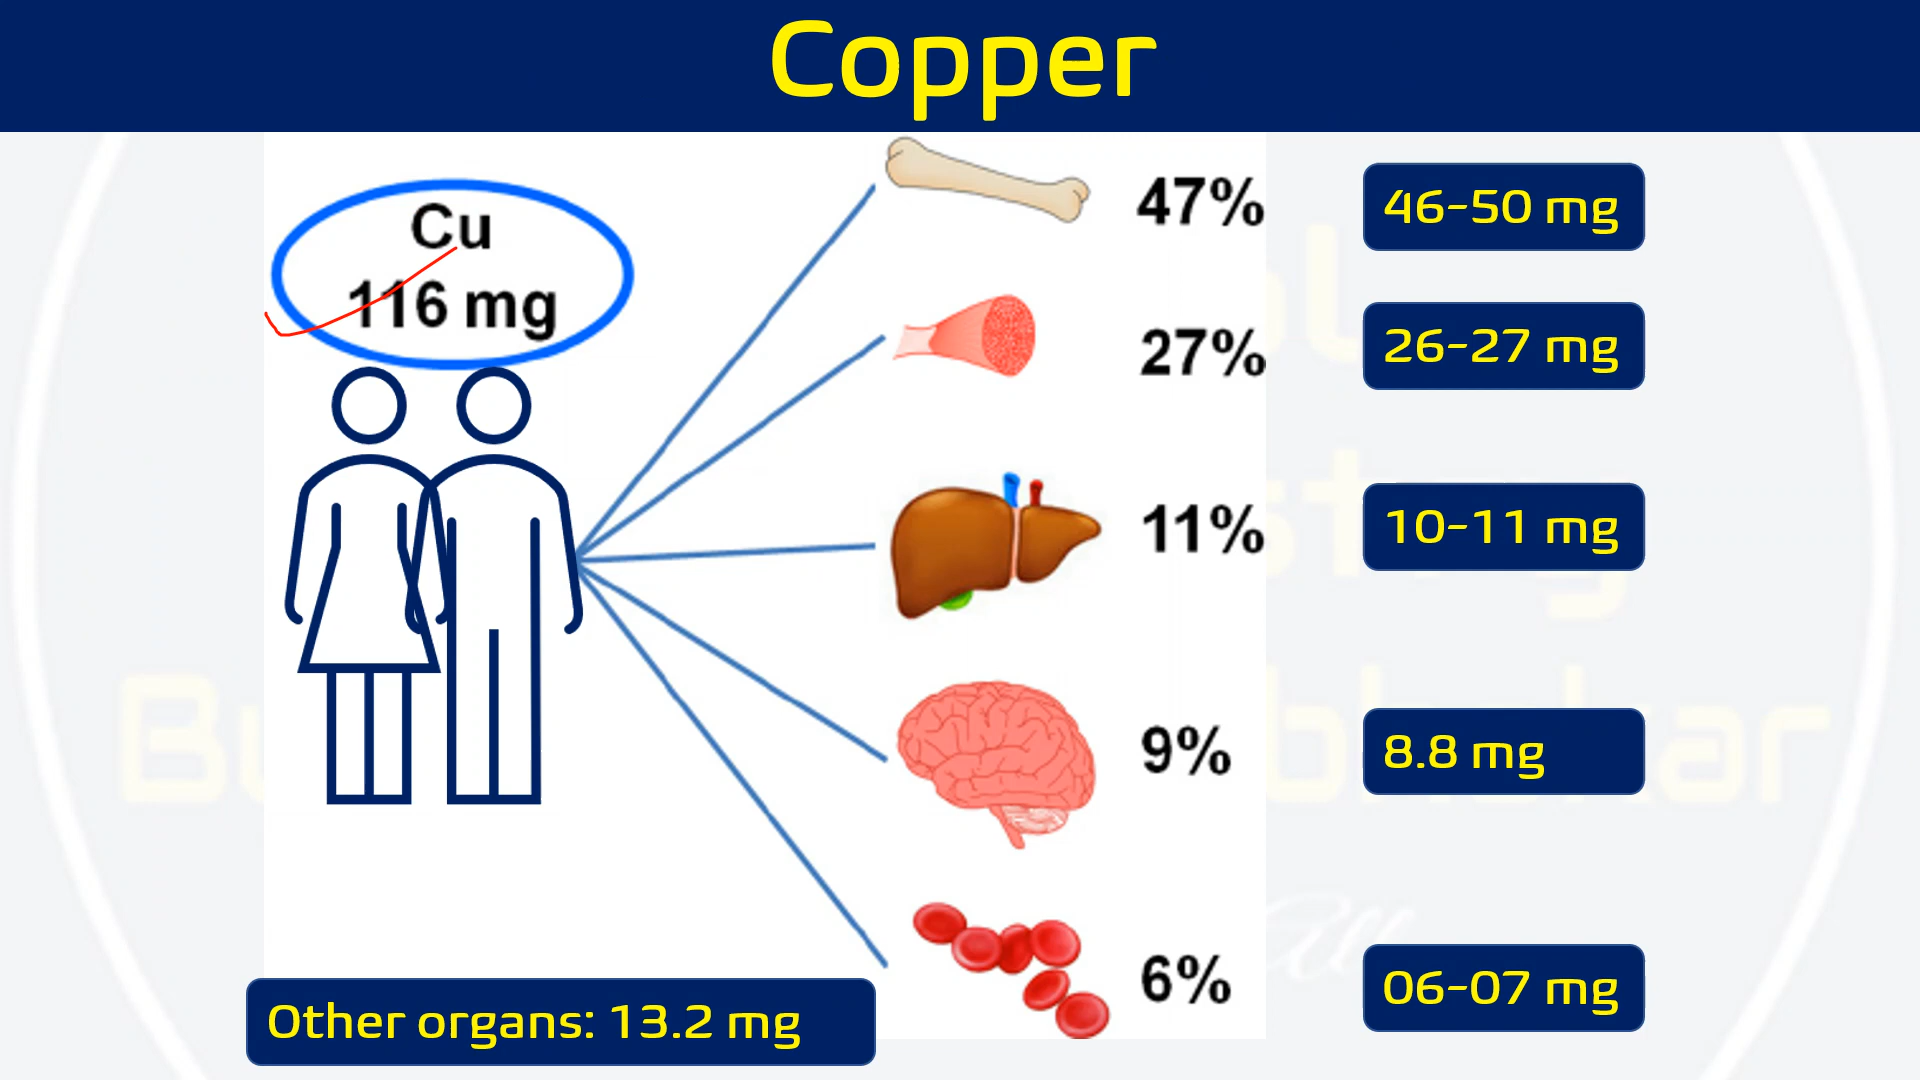 Copper
Cu
116 mg
47%
46-50 mg
27%
26-27 mg
11%
10-11 mg
9%
8.8 mg
6%
06-07 mg
Other organs: 13.2 mg